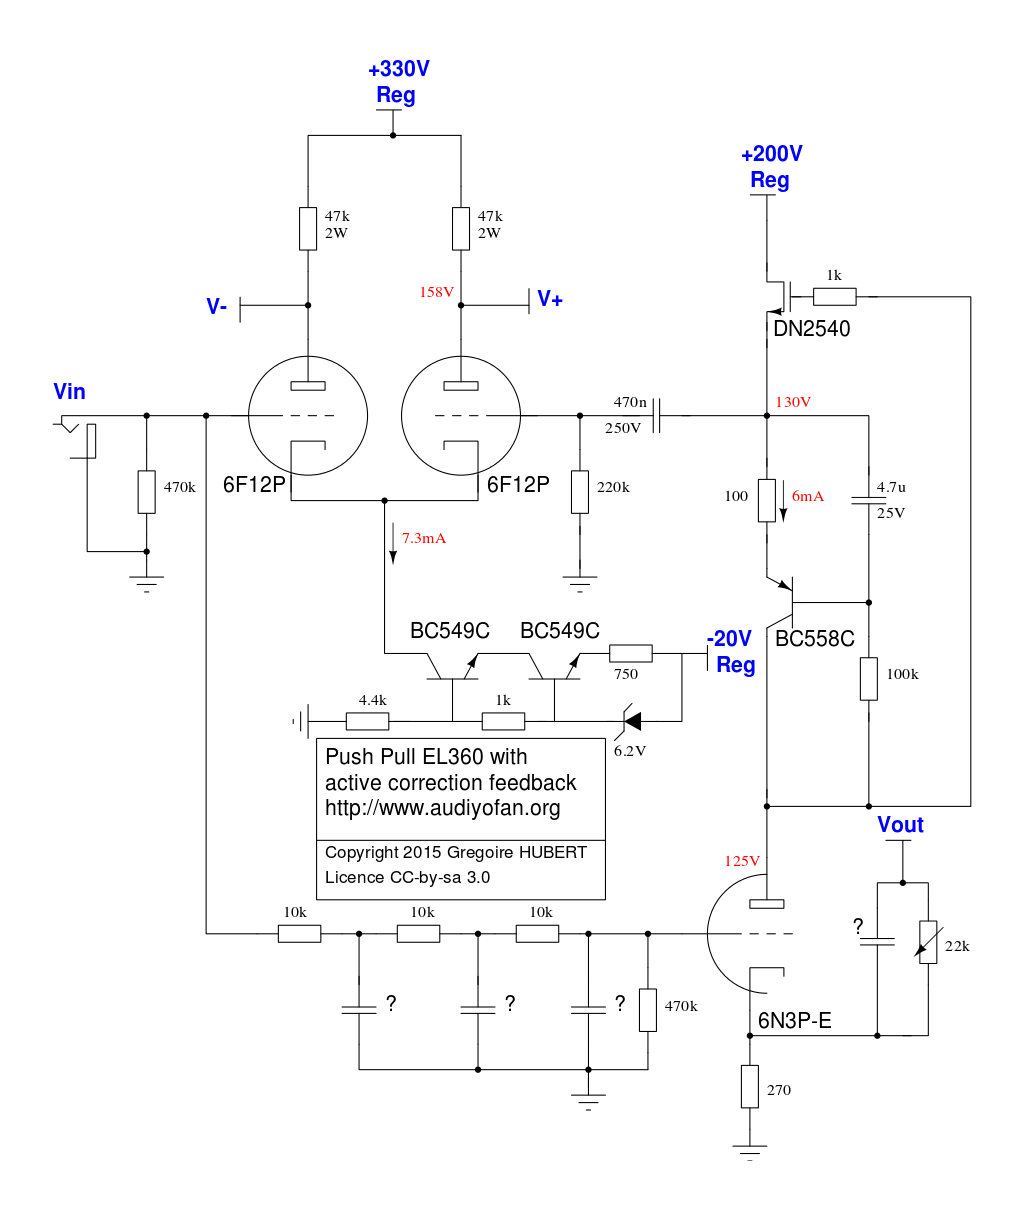 +330V
Reg
+200V
Reg
47k
2W
47k
2W
1k
158V
V-
V+
DN2540
Vin
470n
250V
130V
470k
6F12P
6F12P
220k
100
6mA
4.7u
25V
7.3mA
BC549C
BC549C
-20V
Reg
BC558C
750
100k
4.4k
1k
6.2V
Push Pull EL360 with
active correction feedback
http://www.audiyofan.org
Copyright 2015 Gregoire HUBERT
Licence CC-by-sa 3.0
Vout
125V
10k
10k
10k
?
22k
?
?
?
470k
6N3P-E
270